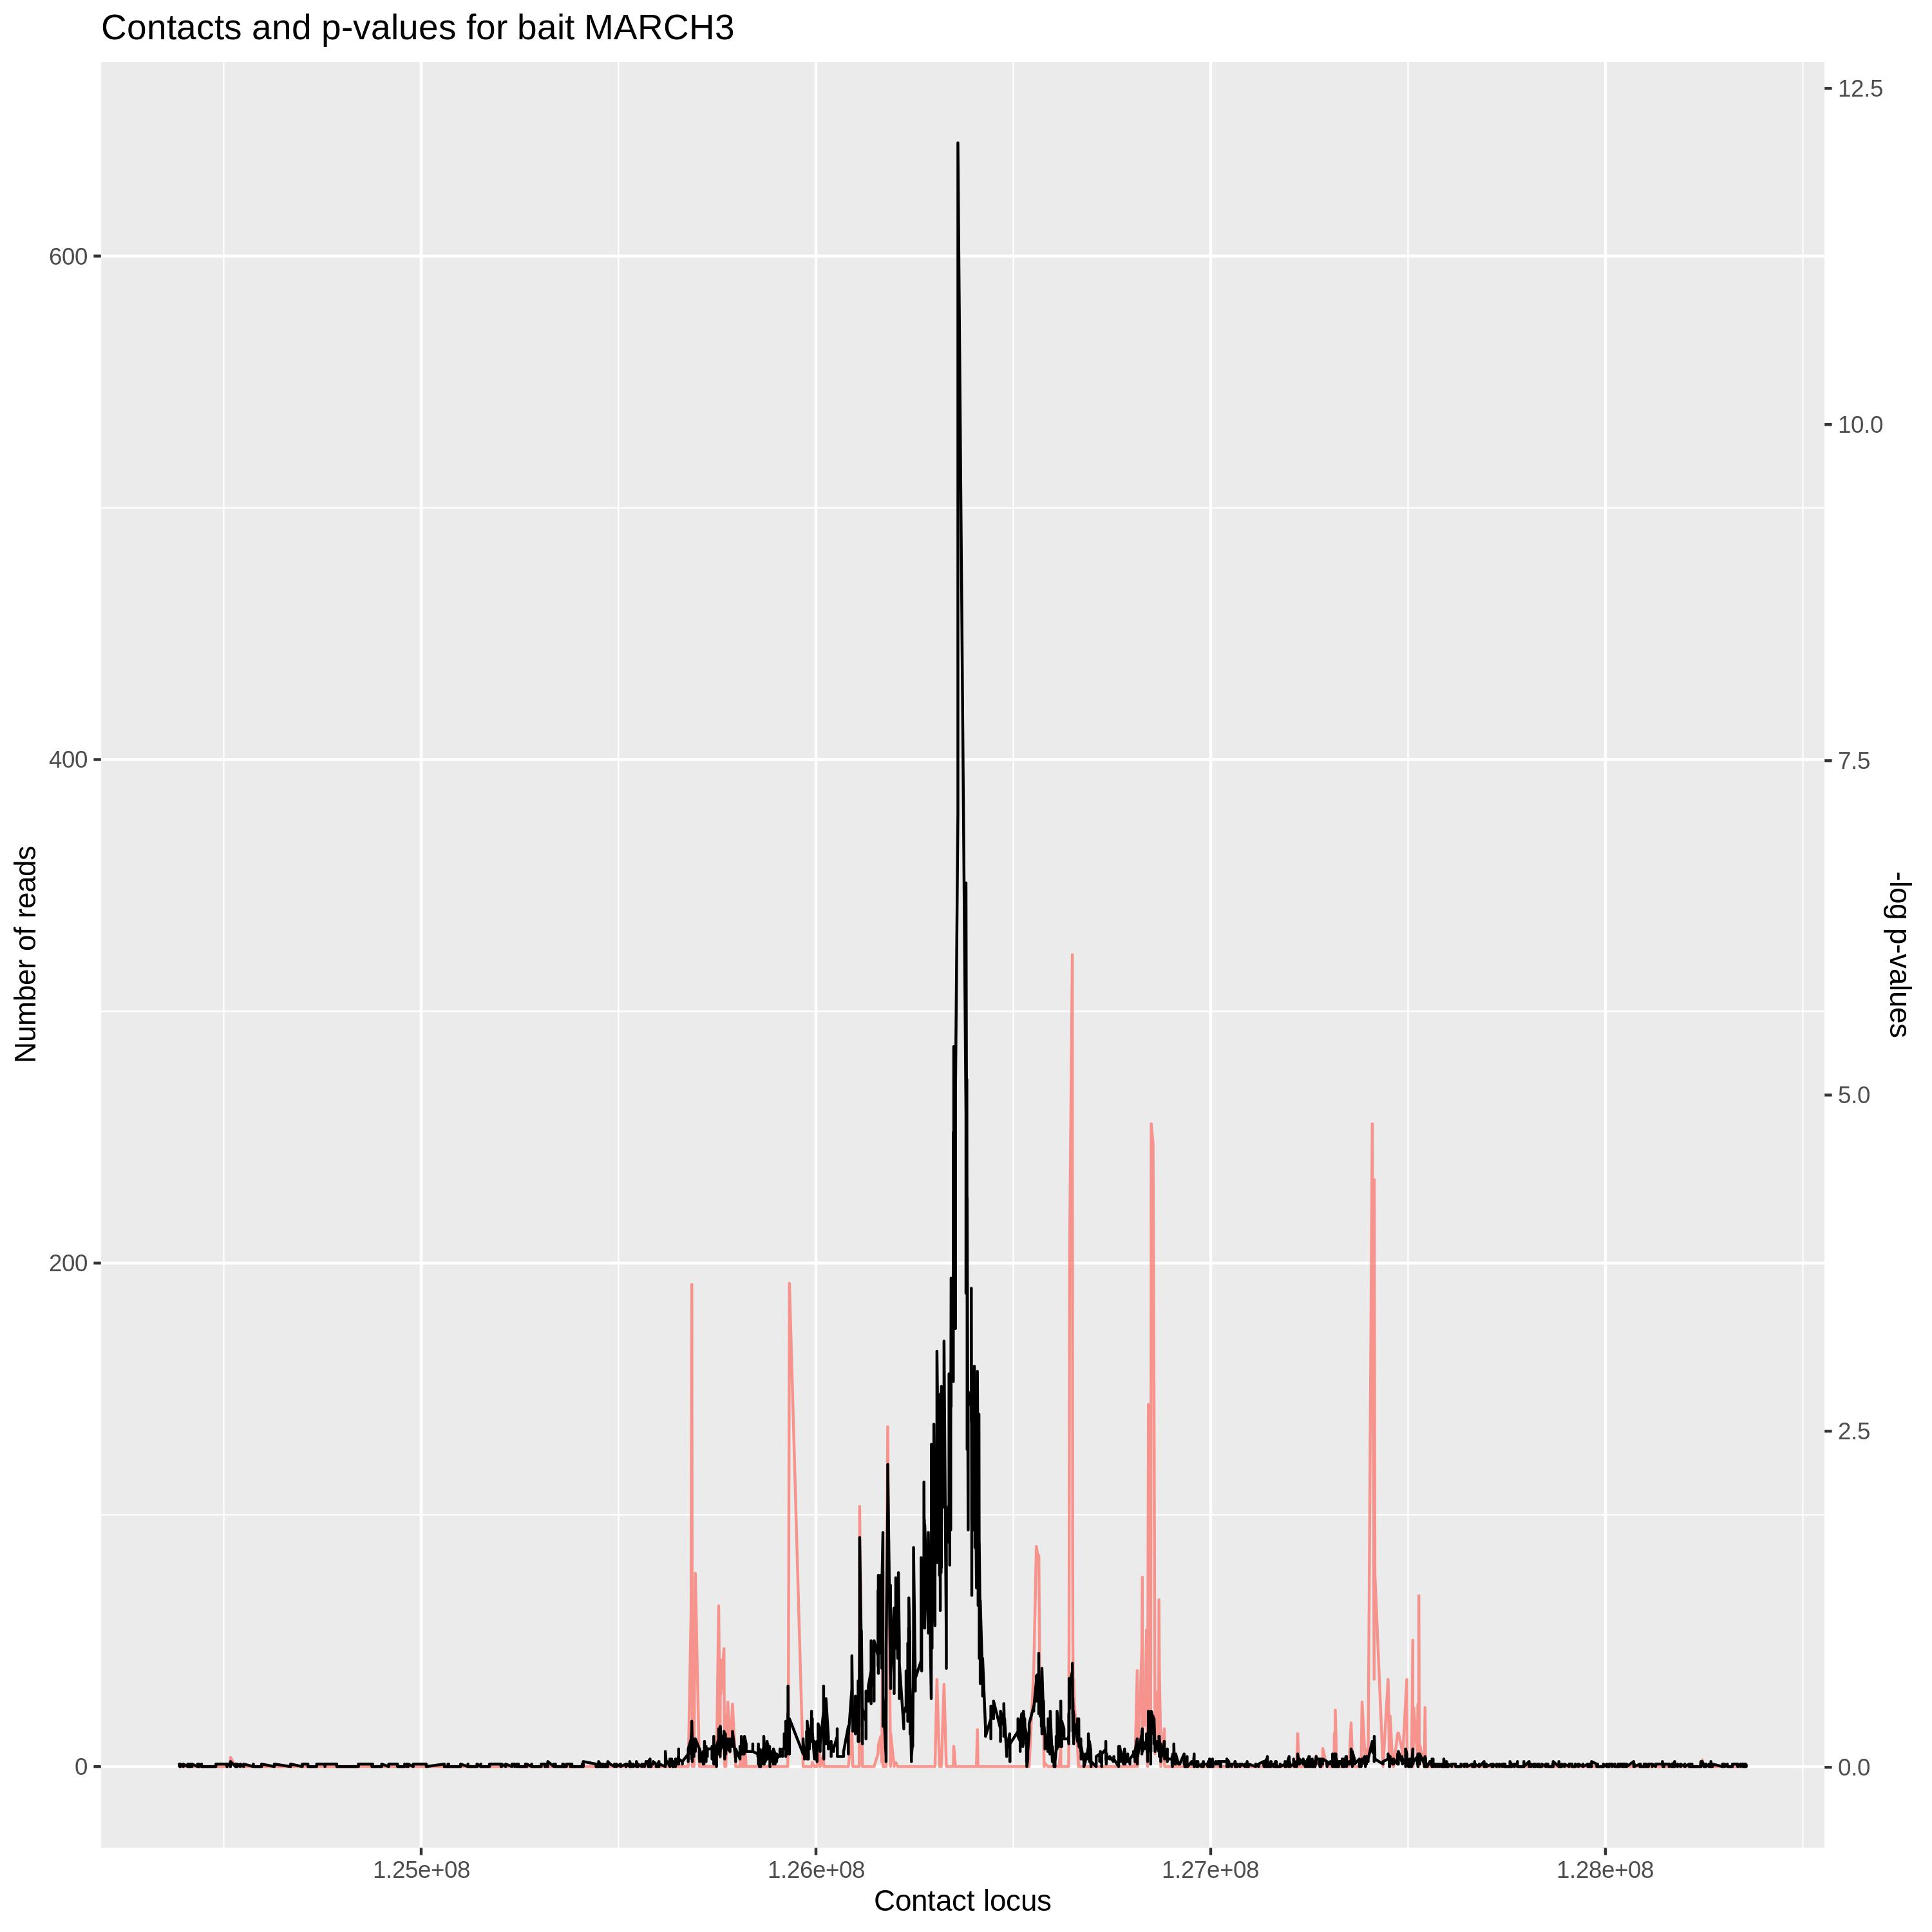 Contacts and p-values for bait MARCH3
600
400
200
0
Number of reads
12.5
10.0
7.5
5.0
2.5
0.0
-log p-values
1.25e+08
1.26e+08
1.27e+08
1.28e+08
Contact locus